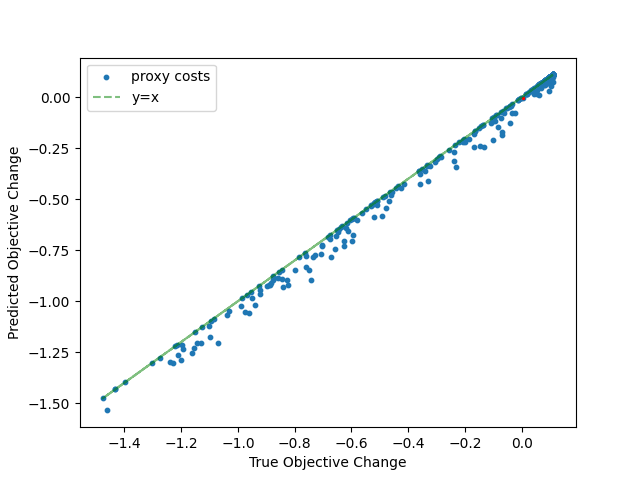 proxy costs
y=x
0.00
−0.25
−0.50
−0.75
−1.00
−1.25
−1.50
Predicted Objective Change
−1.4 −1.2 −1.0 −0.8 −0.6 −0.4 −0.2 0.0
True Objective Change